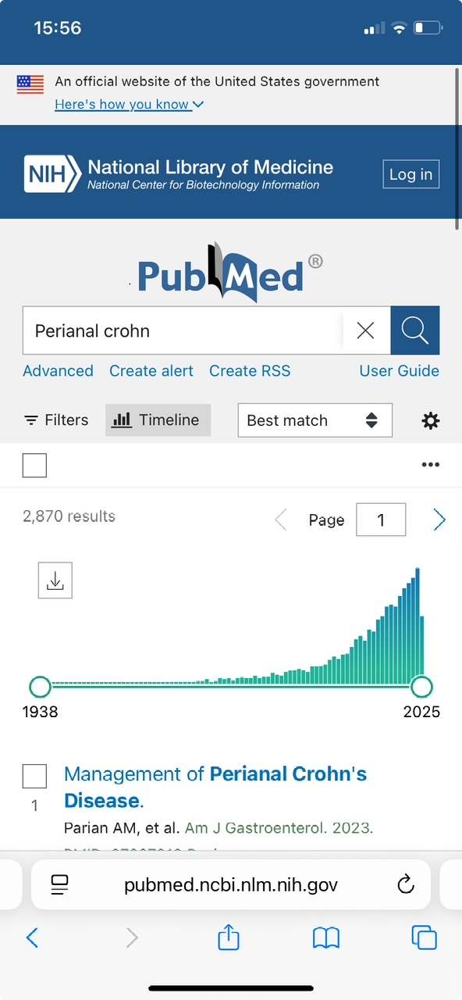 15:56
An official website of the United States government
Here's how you know
NIH National Library of Medicine
National Center for Biotechnology Information
Log in
PubMed®
Perianal crohn
Advanced Create alert Create RSS User Guide
Filters Timeline Best match
2,870 results Page 1
1938 2025
Management of Perianal Crohn's
Disease.
1
Parian AM, et al. Am J Gastroenterol. 2023.
pubmed.ncbi.nlm.nih.gov